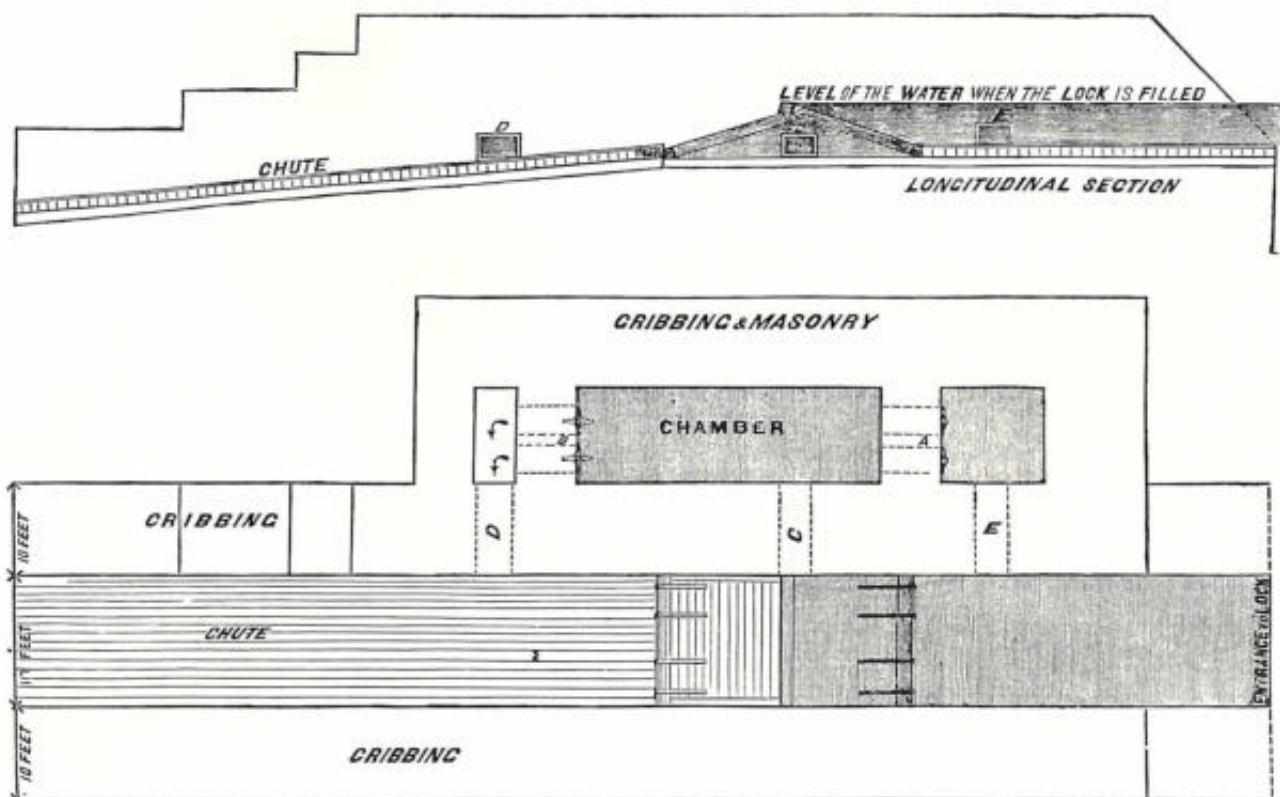 LEVEL OF THE WATER WHEN THE LOCK IS FILLED
D
E
CHUTE
LONGITUDINAL SECTION
CRIBBING & MASONRY
CHAMBER
B
A
10 FEET
CRIBBING
D
C
E
CHUTE
FEET
ENTRANCE TO LOCK
10 FEET
CRIBBING